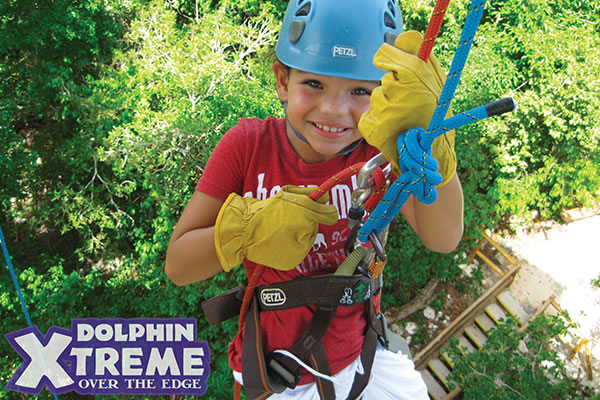 PETZL
PETZL
DOLPHIN
XTREME
OVER THE EDGE